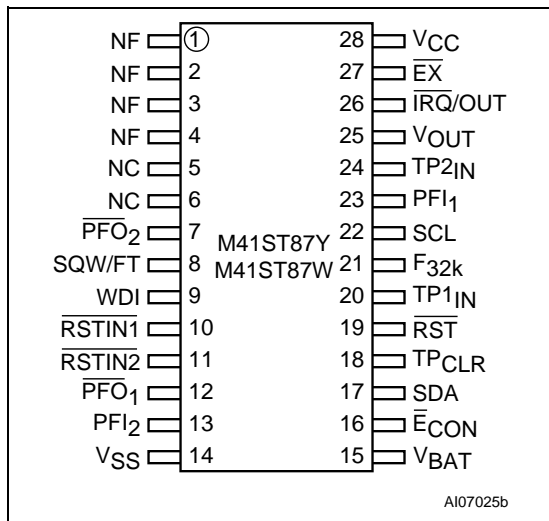 NF 1 28 VCC
NF 2 27 EX
NF 3 26 IRQ/OUT
NF 4 25 VOUT
NC 5 24 TP2IN
NC 6 23 PFI1
PFO2 7 22 SCL
M41ST87Y
SQW/FT 8 21 F32k
M41ST87W
WDI 9 20 TP1IN
RSTIN1 10 19 RST
RSTIN2 11 18 TPCLR
PFO1 12 17 SDA
PFI2 13 16 ECON
VSS 14 15 VBAT
AI07025b